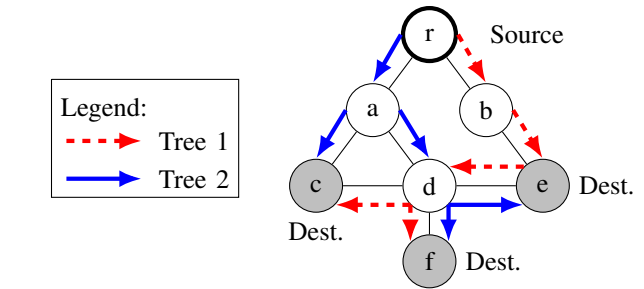 r
Source
Legend:
Tree 1
Tree 2
a
b
c
d
e
Dest.
Dest.
f
Dest.